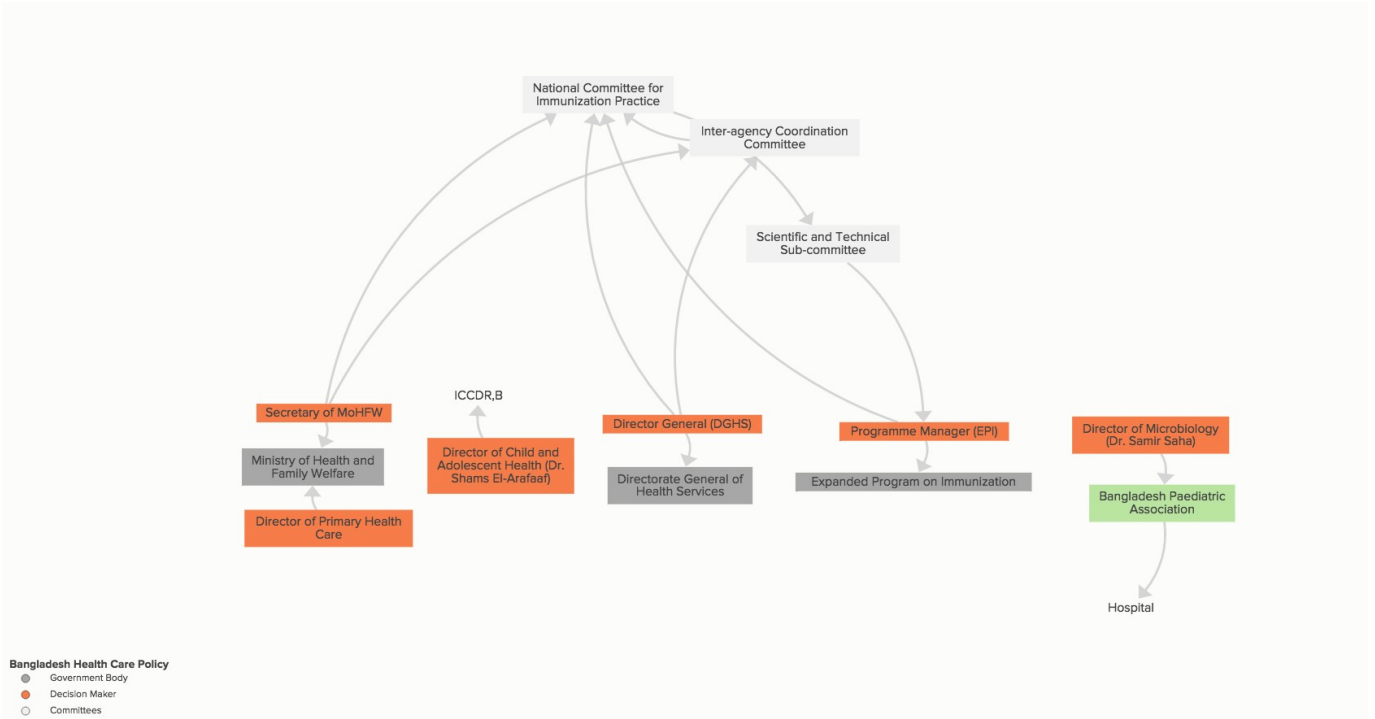 National Committee for
Immunization Practice
Inter-agency Coordination
Committee
Scientific and Technical
Sub-committee
Secretary of MoHFW
Ministry of Health and
Family Welfare
Director of Primary Health
Care
ICCDR,B
Director of Child and
Adolescent Health (Dr.
Shams El-Arafaaf)
Director General (DGHS)
Directorate General of
Health Services
Programme Manager (EPI)
Expanded Program on Immunization
Director of Microbiology
(Dr. Samir Saha)
Bangladesh Paediatric
Association
Hospital
Bangladesh Health Care Policy
Government Body
Decision Maker
Committees